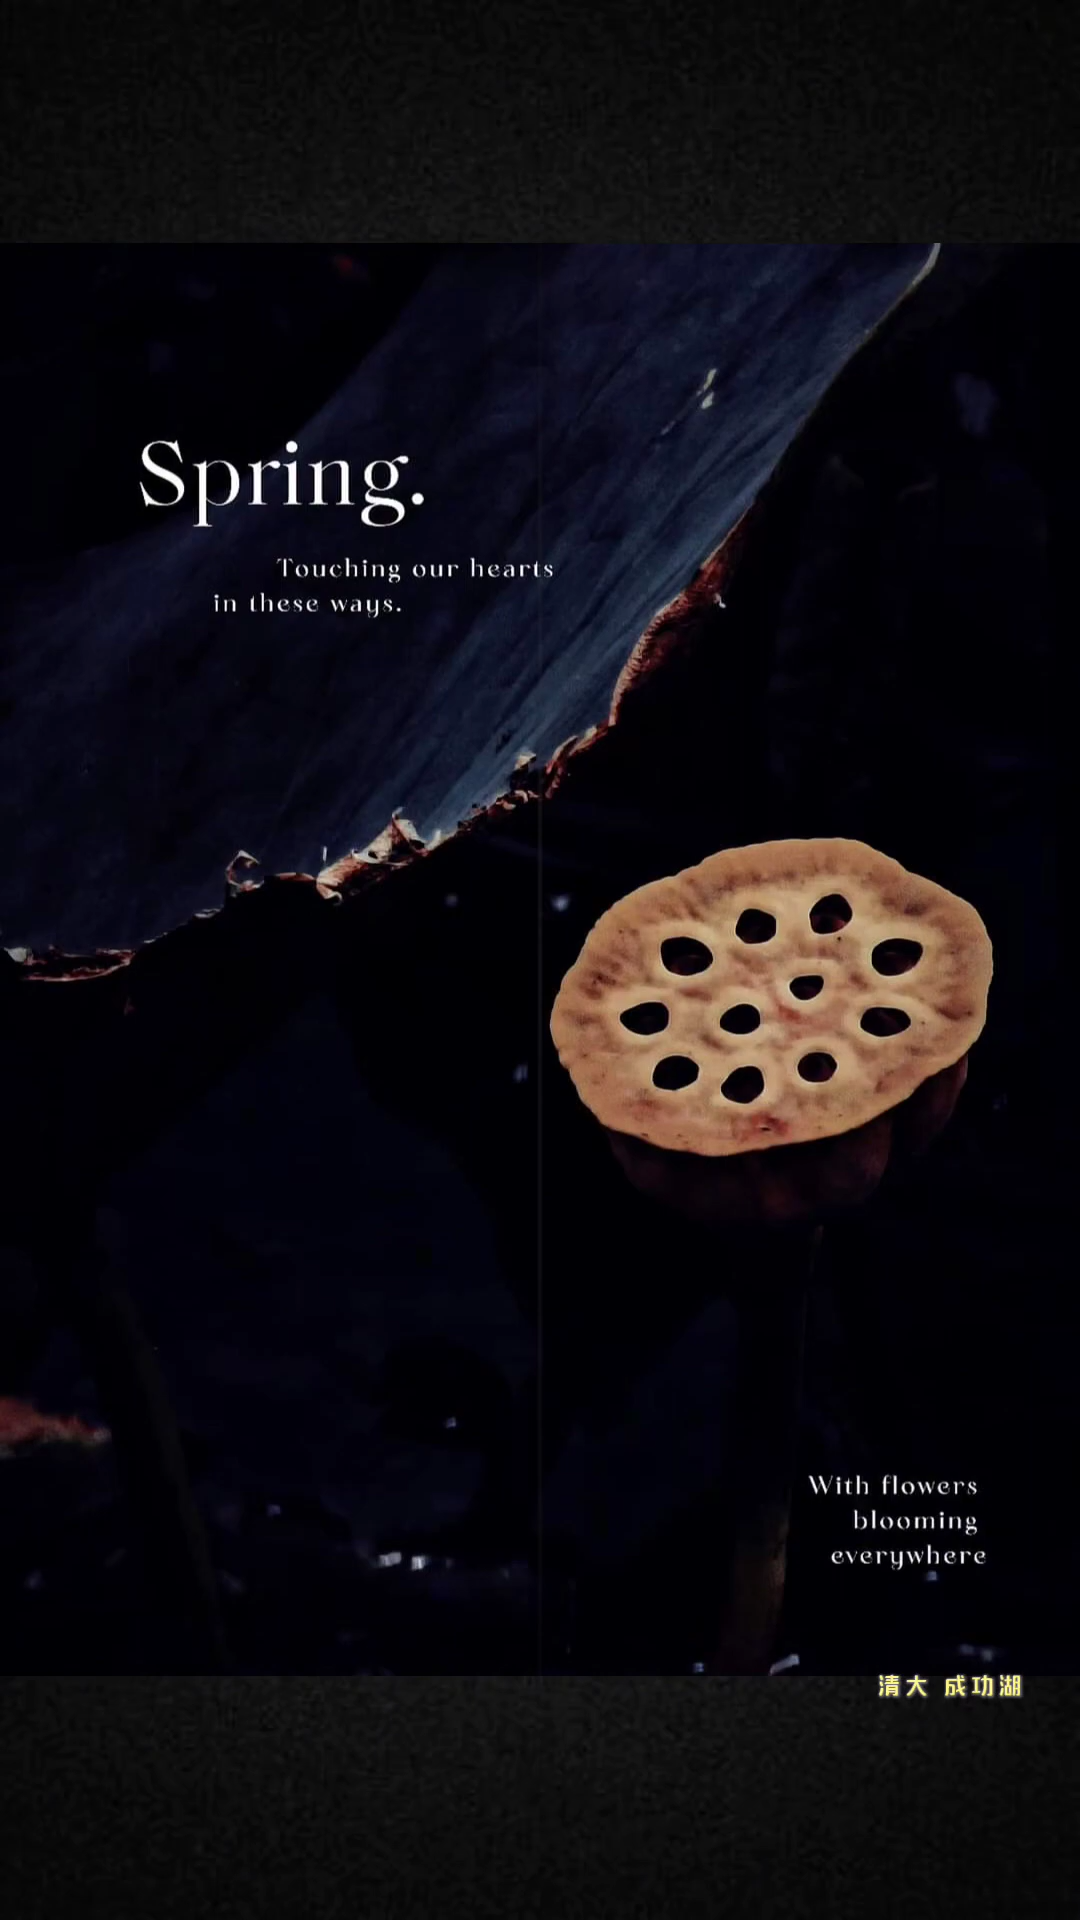 Spring.
Touching our hearts
in these ways.
With flowers
blooming
everywhere
清大 成功湖